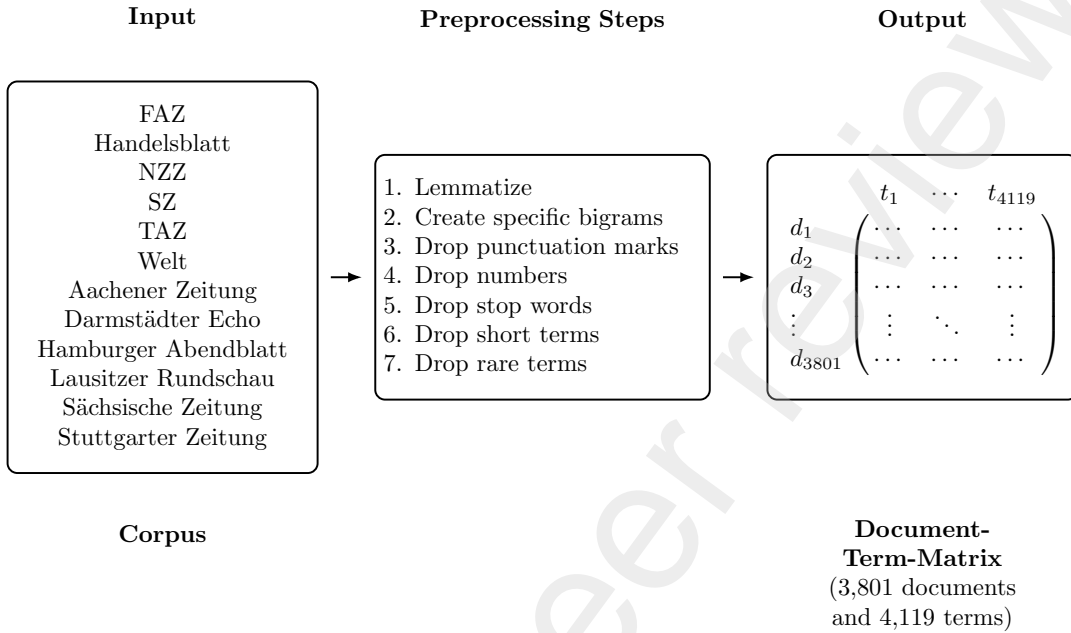 Input
Preprocessing Steps
Output
FAZ
Handelsblatt
NZZ
SZ
TAZ
Welt
Aachener Zeitung
Darmstädter Echo
Hamburger Abendblatt
Lausitzer Rundschau
Sächsische Zeitung
Stuttgarter Zeitung
1. Lemmatize
2. Create specific bigrams
3. Drop punctuation marks
4. Drop numbers
5. Drop stop words
6. Drop short terms
7. Drop rare terms
t₁ ⋯ t₄₁₁₉
d₁ ⋯ ⋯ ⋯
d₂ ⋯ ⋯ ⋯
d₃ ⋯ ⋯ ⋯
⋮ ⋮ ⋱ ⋮
d₃₈₀₁ ⋯ ⋯ ⋯
Corpus
Document-
Term-Matrix
(3,801 documents
and 4,119 terms)
eer review